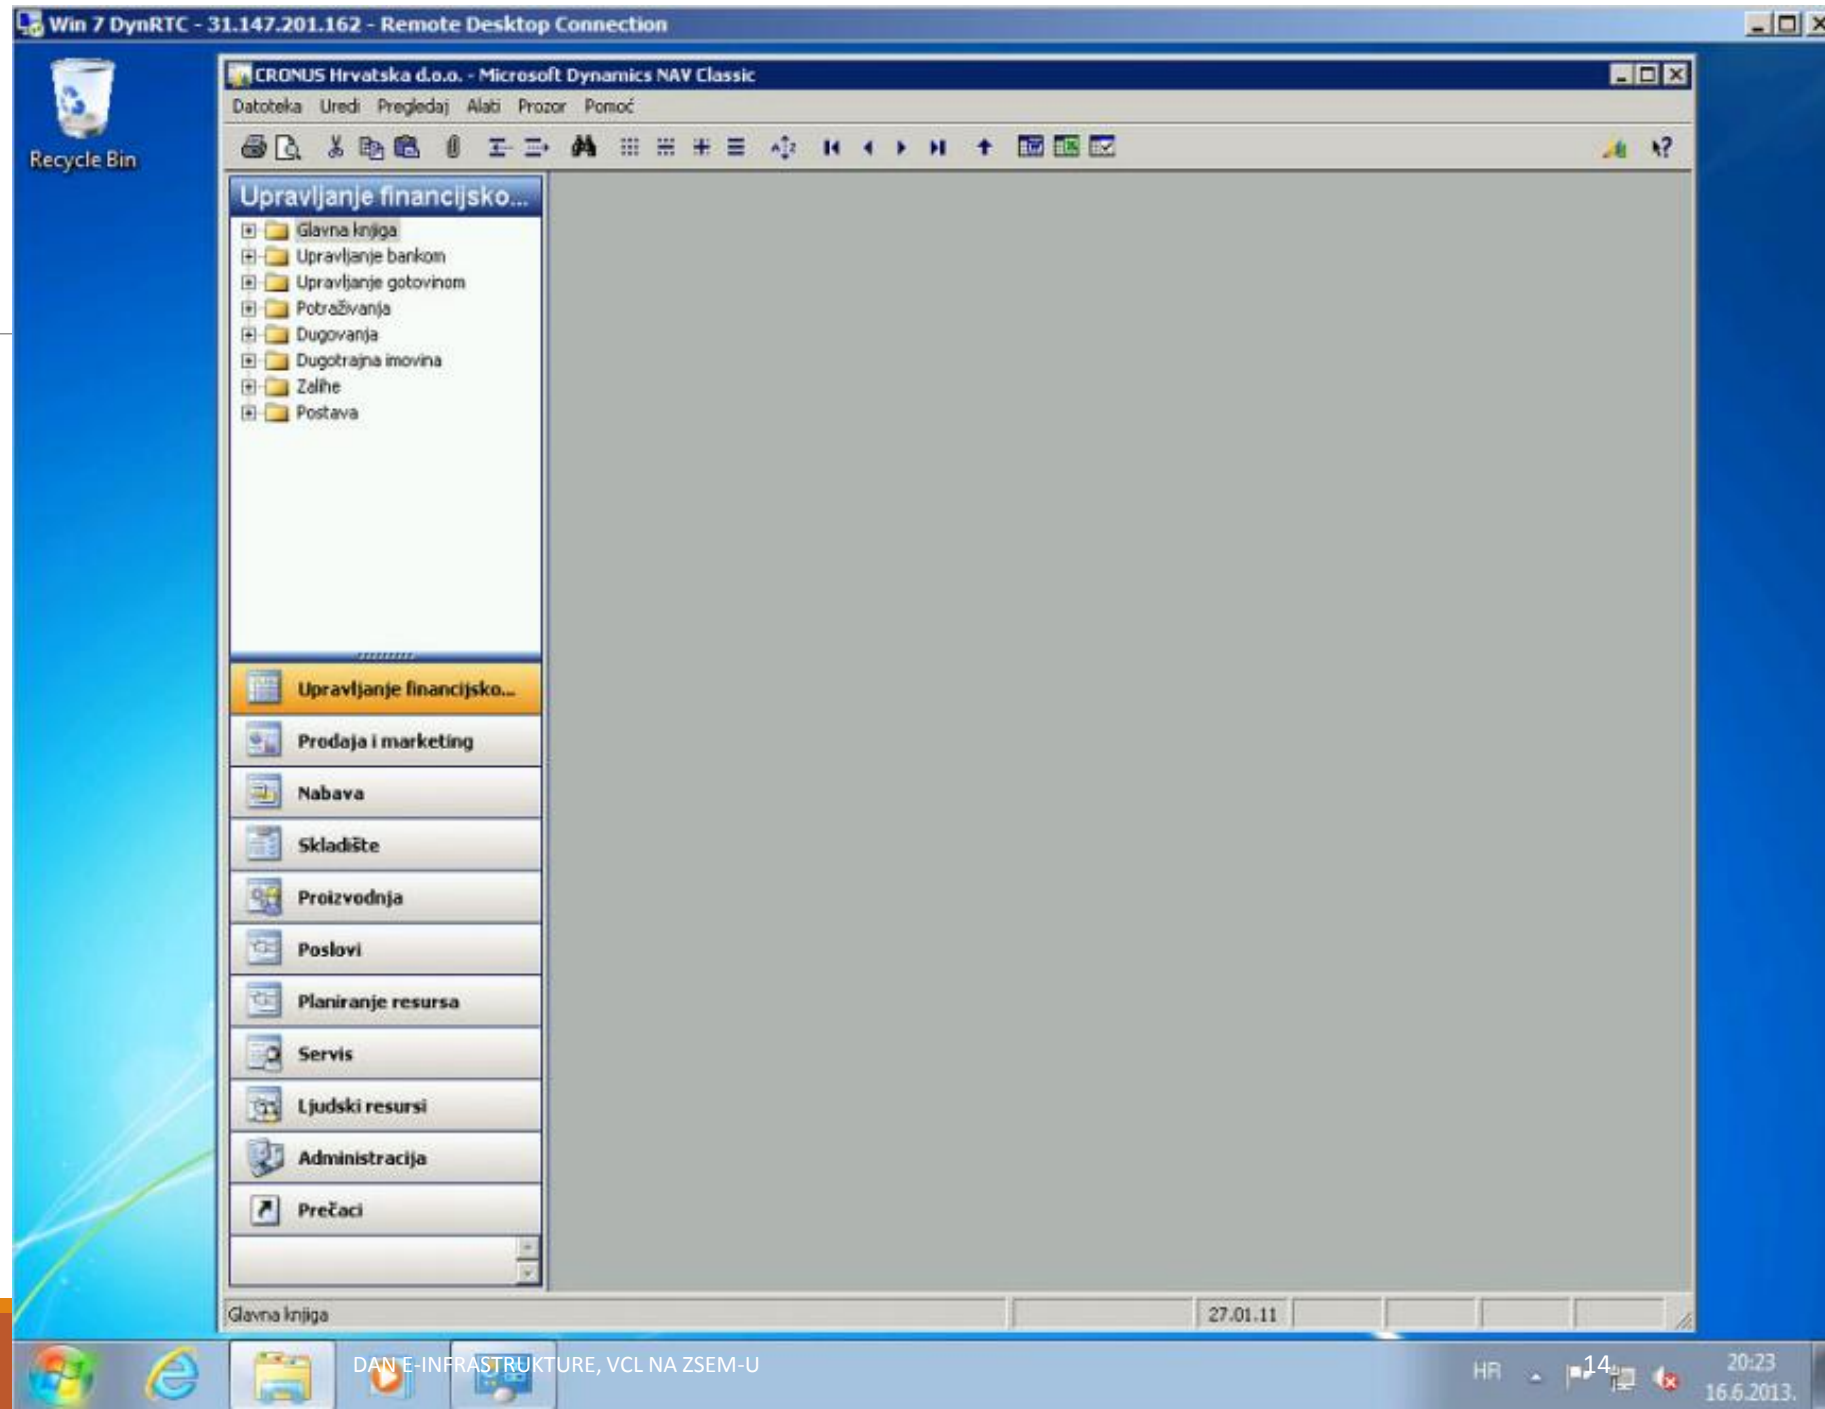 Win 7 DynRTC - 31.147.201.162 - Remote Desktop Connection
Recycle Bin
CRONUS Hrvatska d.o.o. - Microsoft Dynamics NAV Classic
Datoteka Uredi Pregledaj Alati Prozor Pomoć
Upravljanje financijsko...
Glavna knjiga
Upravljanje bankom
Upravljanje gotovinom
Potraživanja
Dugovanja
Dugotrajna imovina
Zalihe
Postava
Upravljanje financijsko...
Prodaja i marketing
Nabava
Skladište
Proizvodnja
Poslovi
Planiranje resursa
Servis
Ljudski resursi
Administracija
Prečaci
Glavna knjiga
27.01.11
DAN E-INFRASTRUKTURE, VCL NA ZSEM-U
HR
14
20:23
16.6.2013.